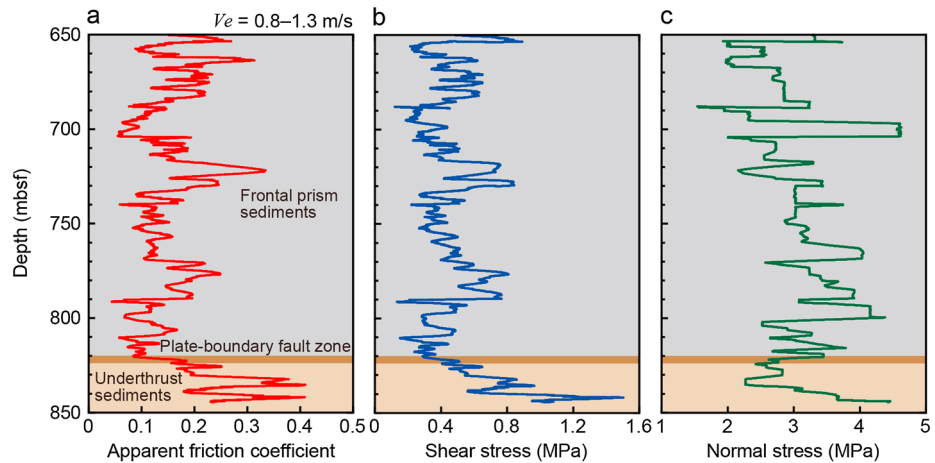 a
Ve = 0.8–1.3 m/s
b
c
650
700
750
800
850
Depth (mbsf)
Frontal prism
sediments
Plate-boundary fault zone
Underthrust
sediments
0 0.1 0.2 0.3 0.4 0.5
Apparent friction coefficient
0 0.4 0.8 1.2 1.6
Shear stress (MPa)
1 2 3 4 5
Normal stress (MPa)